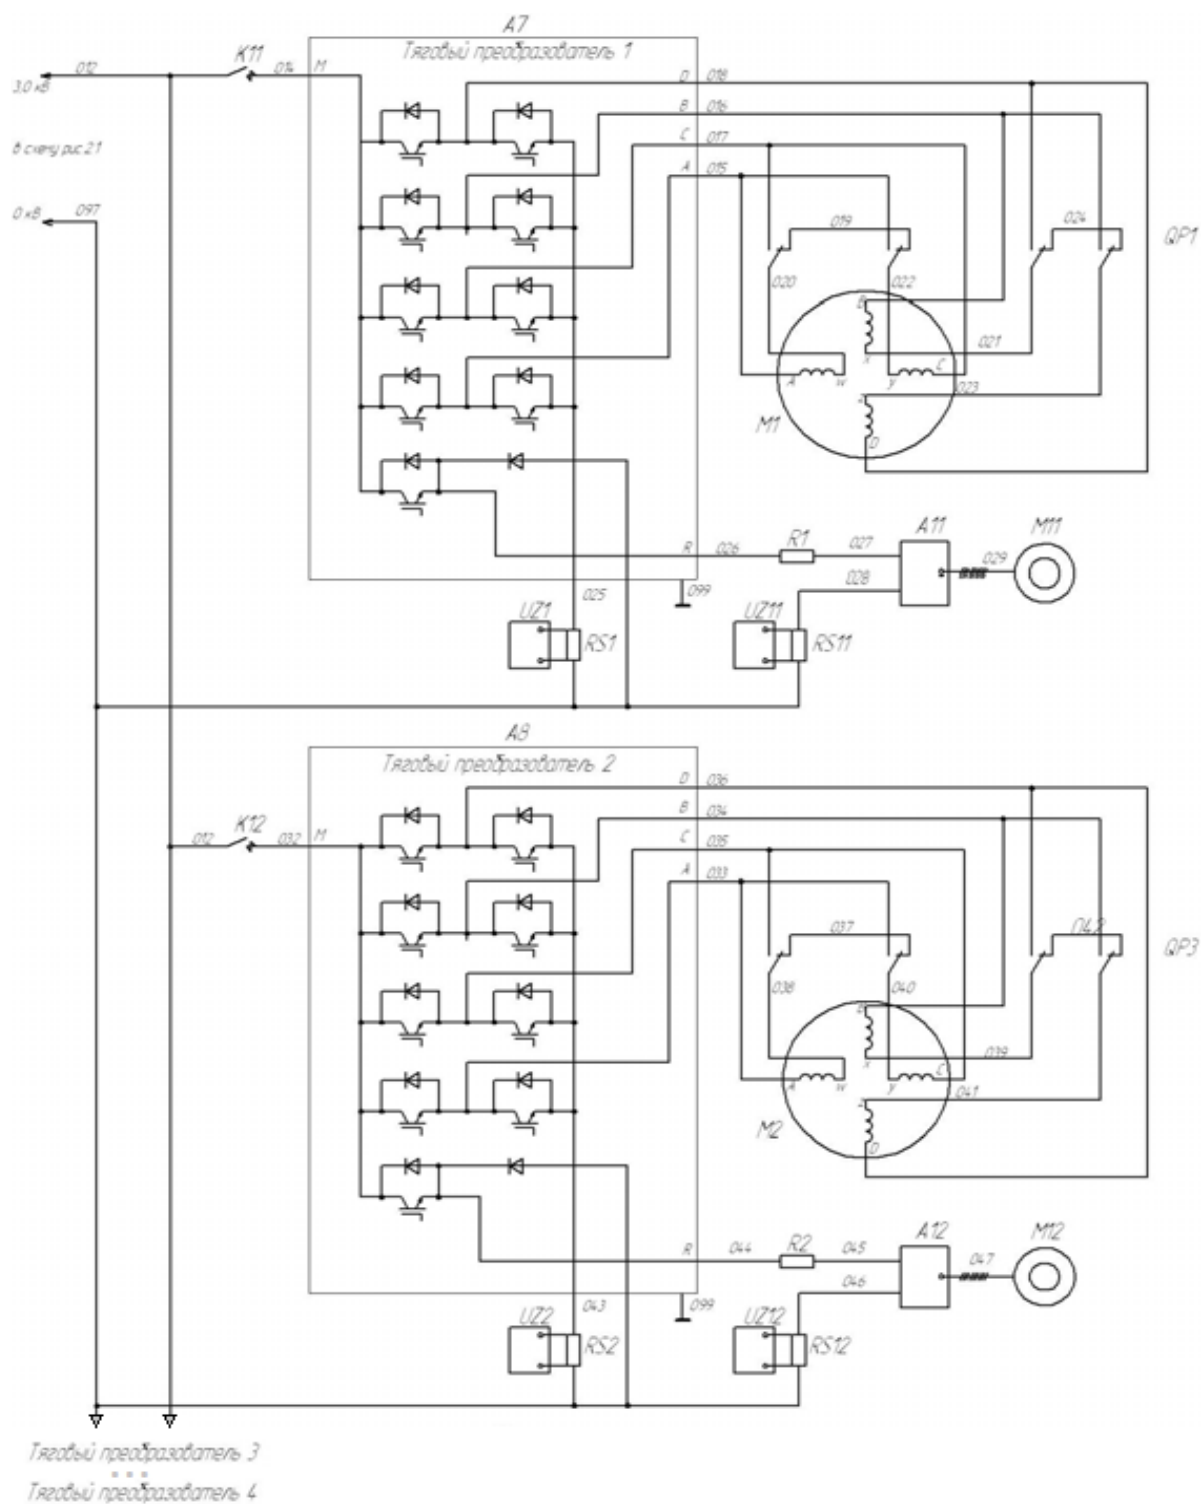 A7
Тяговый преобразователь 1
012
K11
014
M
3,0 кВ
D
018
B
016
C
017
A
015
в схему рис 2.1
0 кВ
097
019
024
QP1
020
022
B
x
021
A
w
y
C
023
z
M1
D
R
026
R1
027
A11
M11
029
028
025
099
UZ1
RS1
UZ11
RS11
A8
Тяговый преобразователь 2
D
036
B
034
012
K12
032
M
C
035
A
033
037
QP3
038
040
x
039
A
w
y
C
041
z
M2
D
R
044
R2
045
A12
M12
047
046
043
099
UZ2
RS2
UZ12
RS12
Тяговый преобразователь 3
Тяговый преобразователь 4